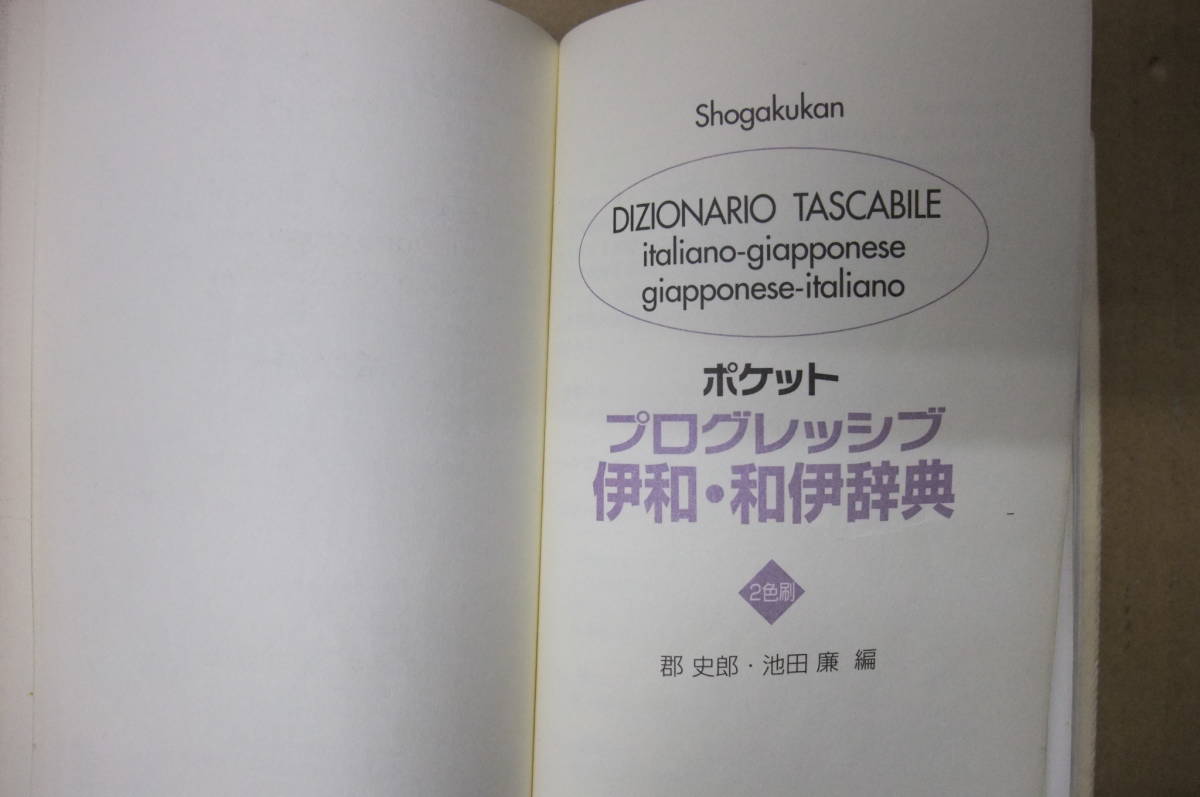 Shogakukan
DIZIONARIO TASCABILE
italiano-giapponese
giapponese-italiano
ポケット
プログレッシブ
伊和・和伊辞典
2色刷
郡 史郎・池田 廉 編